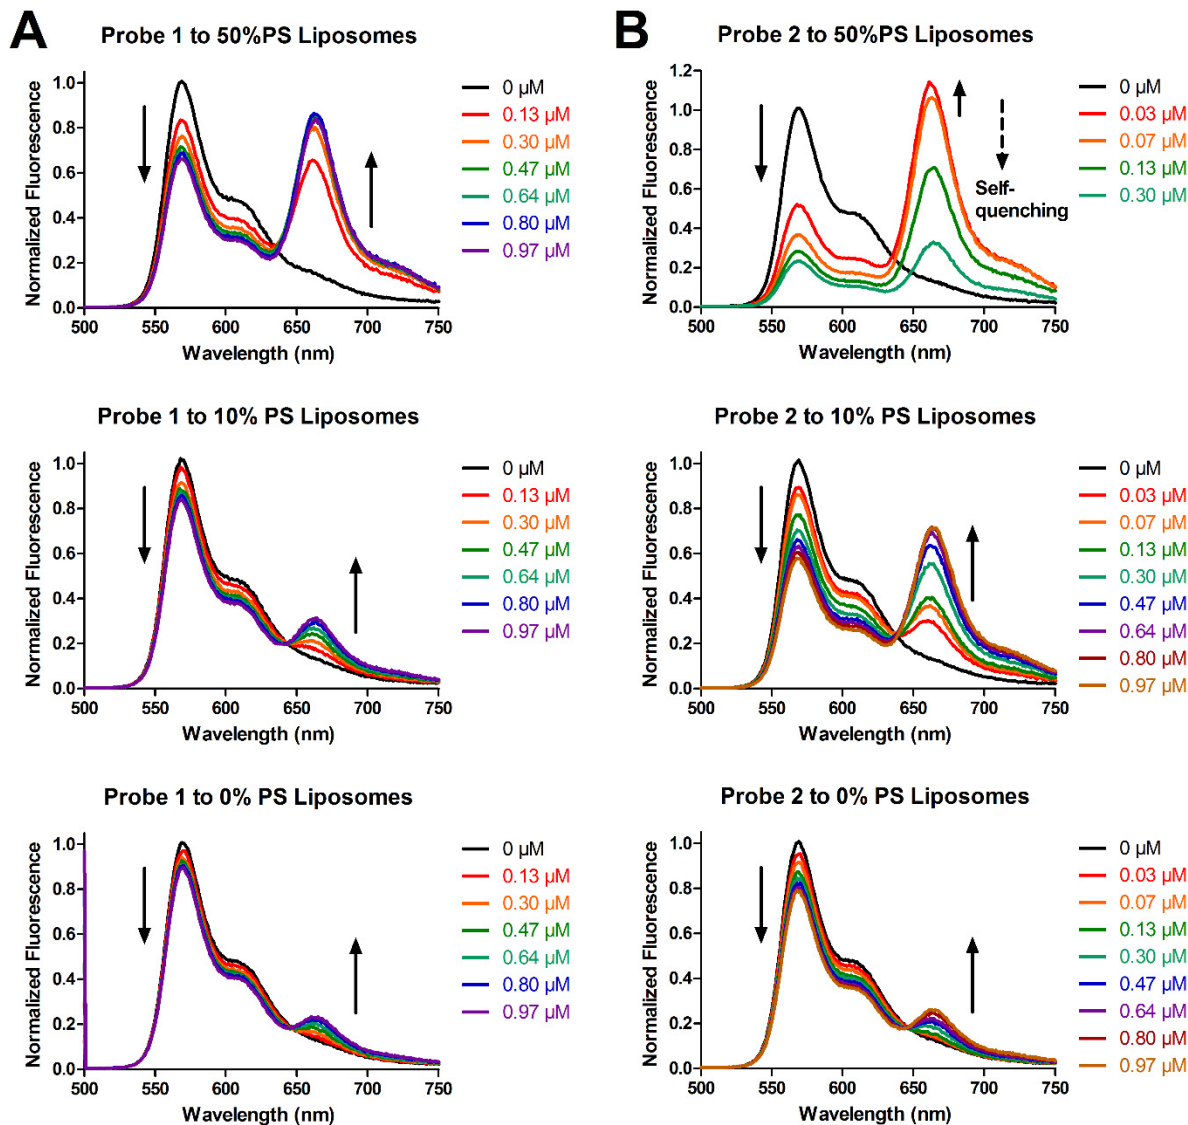 A
Probe 1 to 50%PS Liposomes
Normalized Fluorescence
1.0
0.8
0.6
0.4
0.2
0.0
500 550 600 650 700 750
Wavelength (nm)
0 µM
0.13 µM
0.30 µM
0.47 µM
0.64 µM
0.80 µM
0.97 µM
B
Probe 2 to 50%PS Liposomes
Normalized Fluorescence
1.2
1.0
0.8
0.6
0.4
0.2
0.0
500 550 600 650 700 750
Wavelength (nm)
Self-
quenching
0 µM
0.03 µM
0.07 µM
0.13 µM
0.30 µM
Probe 1 to 10% PS Liposomes
Normalized Fluorescence
1.0
0.8
0.6
0.4
0.2
0.0
500 550 600 650 700 750
Wavelength (nm)
0 µM
0.13 µM
0.30 µM
0.47 µM
0.64 µM
0.80 µM
0.97 µM
Probe 2 to 10% PS Liposomes
Normalized Fluorescence
1.0
0.8
0.6
0.4
0.2
0.0
500 550 600 650 700 750
Wavelength (nm)
0 µM
0.03 µM
0.07 µM
0.13 µM
0.30 µM
0.47 µM
0.64 µM
0.80 µM
0.97 µM
Probe 1 to 0% PS Liposomes
Normalized Fluorescence
1.0
0.8
0.6
0.4
0.2
0.0
500 550 600 650 700 750
Wavelength (nm)
0 µM
0.13 µM
0.30 µM
0.47 µM
0.64 µM
0.80 µM
0.97 µM
Probe 2 to 0% PS Liposomes
Normalized Fluorescence
1.0
0.8
0.6
0.4
0.2
0.0
500 550 600 650 700 750
Wavelength (nm)
0 µM
0.03 µM
0.07 µM
0.13 µM
0.30 µM
0.47 µM
0.64 µM
0.80 µM
0.97 µM